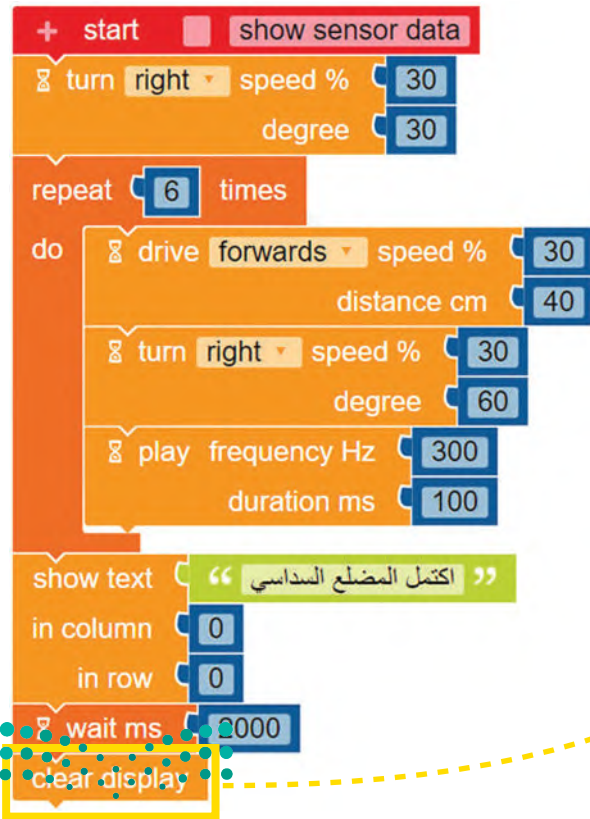 + start show sensor data
turn right speed % 30
degree 30
repeat 6 times
do
drive forwards speed % 30
distance cm 40
turn right speed % 30
degree 60
play frequency Hz 300
duration ms 100
show text “ اكتمل المضلع السداسي ”
in column 0
in row 0
wait ms 2000
clear display